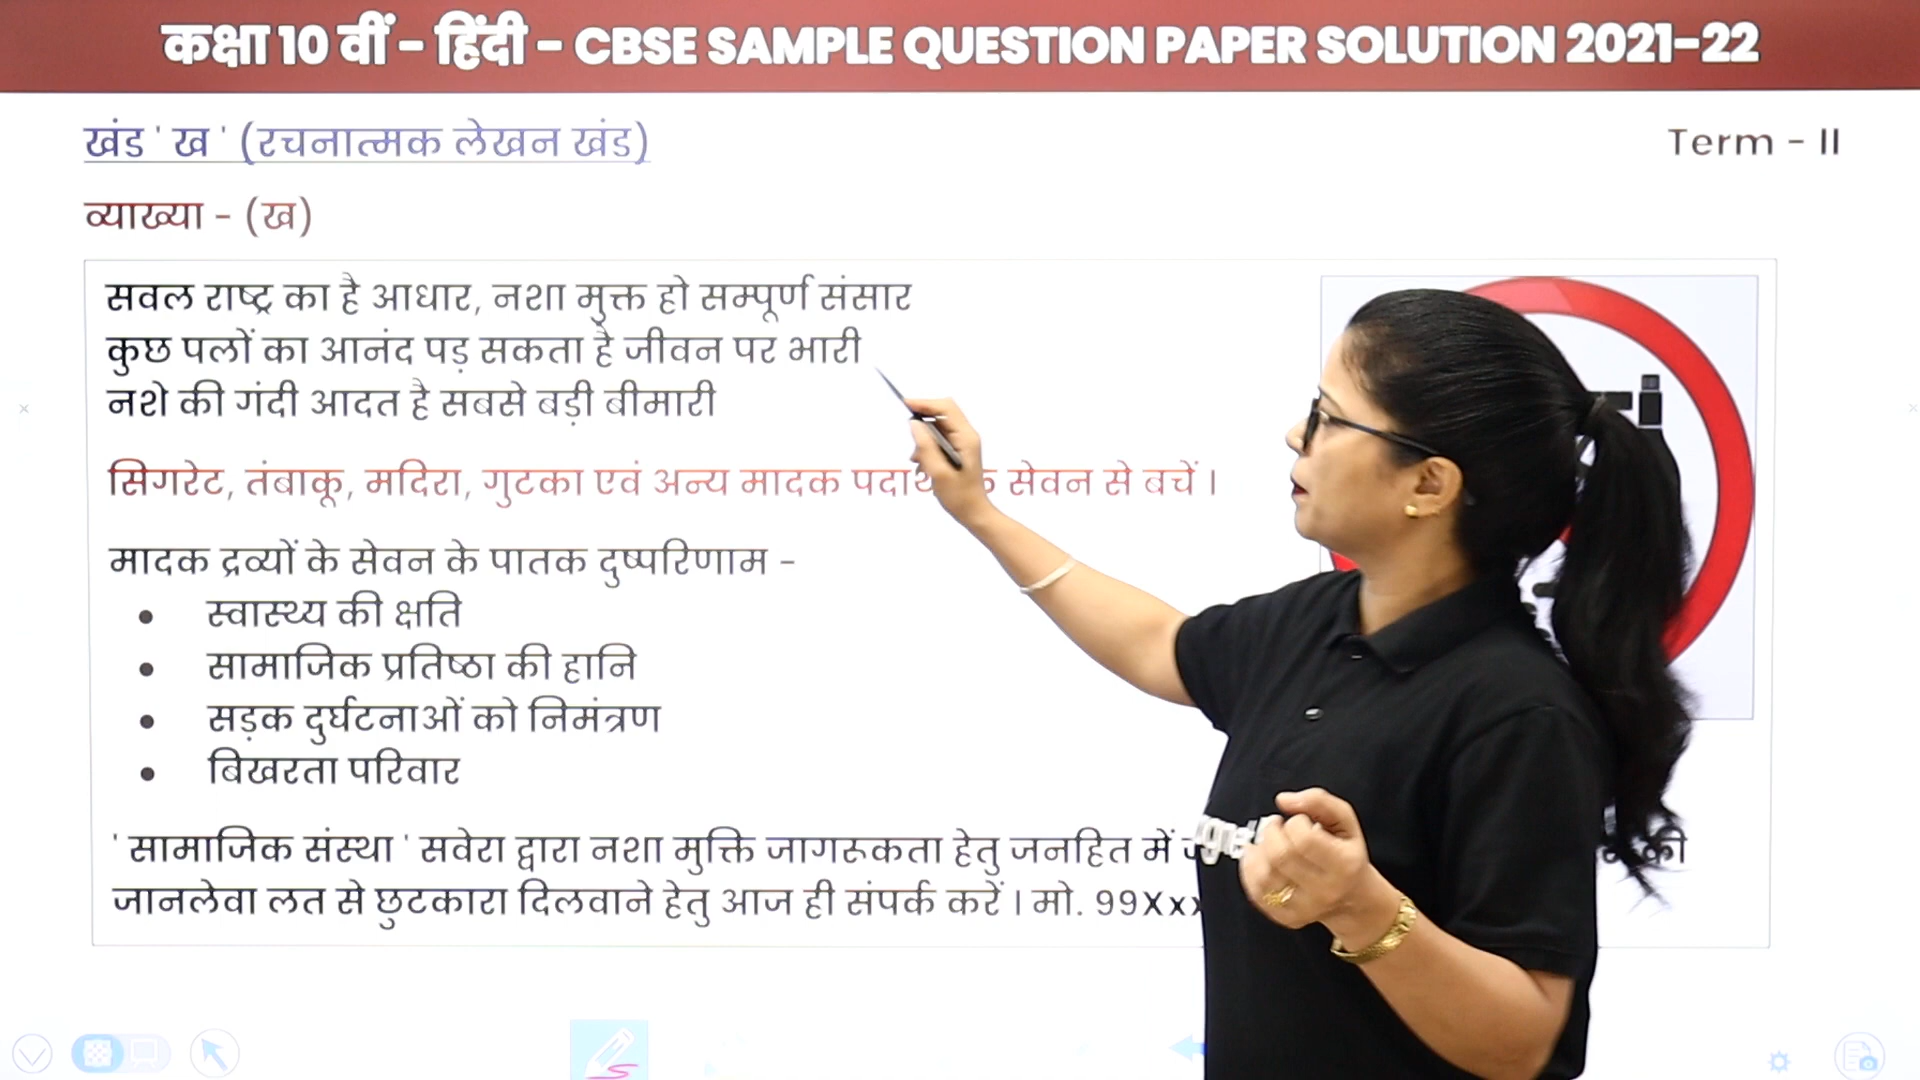 कक्षा 10 वीं - हिंदी - CBSE SAMPLE QUESTION PAPER SOLUTION 2021-22
खंड ' ख ' (रचनात्मक लेखन खंड)
Term - II
व्याख्या - (ख)
सवल राष्ट्र का है आधार, नशा मुक्त हो सम्पूर्ण संसार
कुछ पलों का आनंद पड़ सकता है जीवन पर भारी
नशे की गंदी आदत है सबसे बड़ी बीमारी
सिगरेट, तंबाकू, मदिरा, गुटका एवं अन्य मादक सेवन से बचें ।
मादक द्रव्यों के सेवन के पातक दुष्परिणाम -
• स्वास्थ्य की क्षति
• सामाजिक प्रतिष्ठा की हानि
• सड़क दुर्घटनाओं को निमंत्रण
• बिखरता परिवार
' सामाजिक संस्था ' सवेरा द्वारा नशा मुक्ति जागरूकता हेतु जनहित में की
जानलेवा लत से छुटकारा दिलवाने हेतु आज ही संपर्क करें । मो. 99Xxx